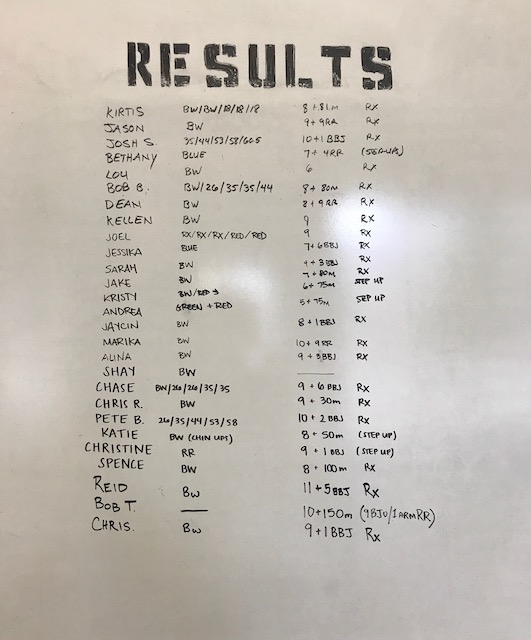 RESULTS
KIRTIS BW/BW/18/18/18 8 + 81m RX
JASON BW 9+9RR RX
JOSH S. 35/44/53/58/60.5 10+1 BBJ RX
BETHANY BLUE 7+4RR (STEP-UPS)
LOU BW 6 RX
BOB B. BW/26/35/35/44 8+80m RX
DEAN BW 8+9RR RX
KELLEN BW 9 RX
JOEL RX/RX/RX/RED/RED 9 RX
JESSIKA BLUE 7+6BBJ RX
SARAH BW 9+3BBJ RX
JAKE BW 7+80m RX
KRISTY BW/RED 6+75m STEP UP
ANDREA GREEN + RED 5+75m STEP UP
JAYCIN BW 8+1BBJ RX
MARIKA BW 10+9RR RX
ALINA BW 9+3BBJ RX
SHAY BW
CHASE BW/26/26/35/35 9+6BBJ RX
CHRIS R. BW 9+30m RX
PETE B. 26/35/44/53/58 10+2BBJ RX
KATIE BW (CHIN UPS) 8+50m (STEP UP)
CHRISTINE RR 9+1BBJ (STEP UP)
SPENCE BW 8+100m RX
REID BW 11+5BBJ Rx
BOB T. — 10+150m (9BJO/1ARMRR)
CHRIS. BW 9+1BBJ Rx